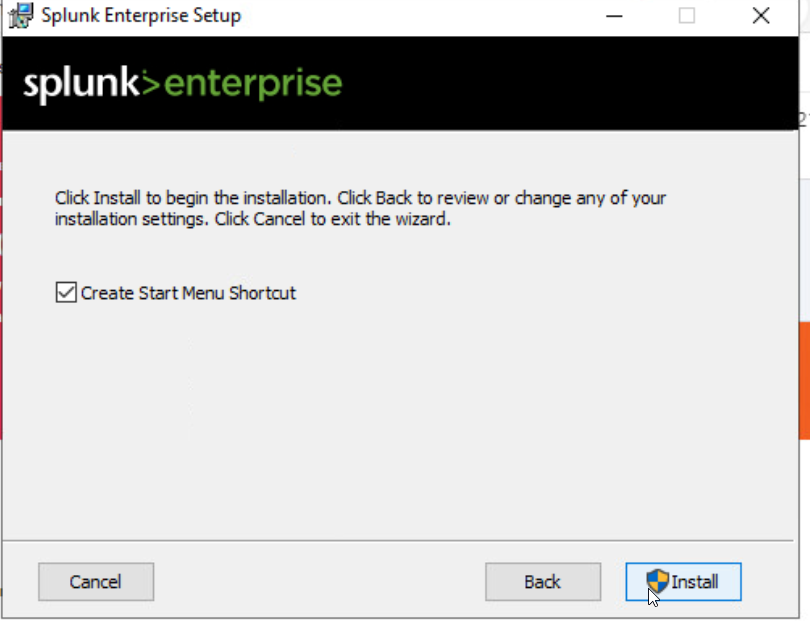 Splunk Enterprise Setup
splunk>enterprise
Click Install to begin the installation. Click Back to review or change any of your
installation settings. Click Cancel to exit the wizard.
Create Start Menu Shortcut
Cancel
Back
Install